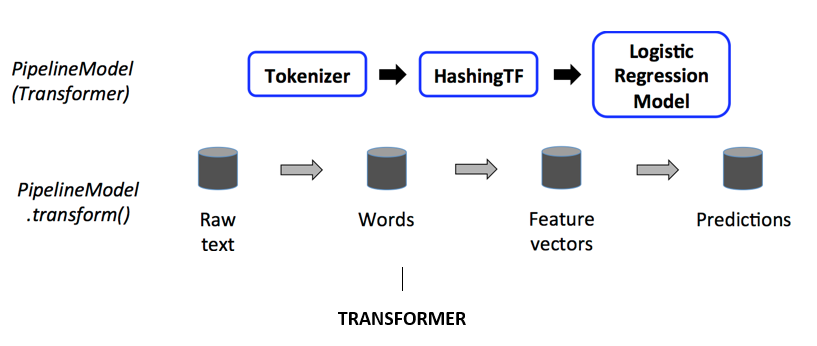 PipelineModel
(Transformer)
Tokenizer
HashingTF
Logistic
Regression
Model
PipelineModel
.transform()
Raw
text
Words
Feature
vectors
Predictions
TRANSFORMER